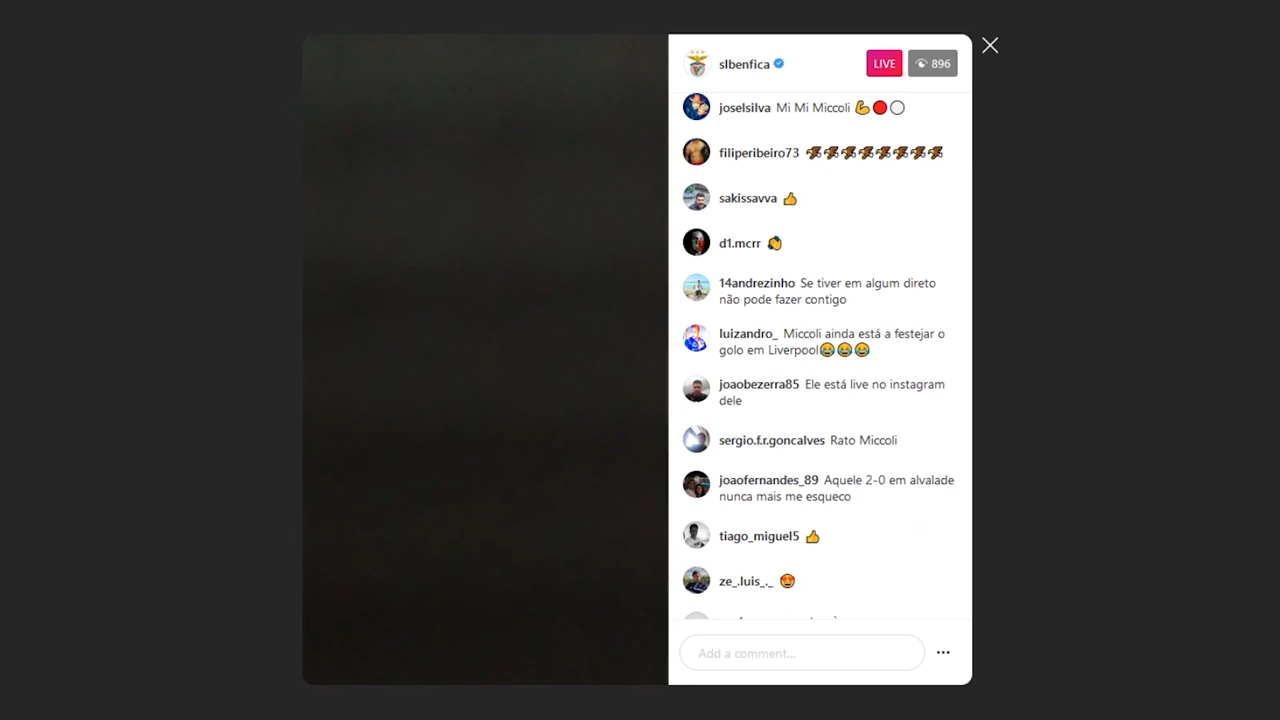 slbenfica
LIVE
896
joselsilva Mi Mi Miccoli 💪🔴⚪
filiperibeiro73 🦅🦅🦅🦅🦅🦅🦅🦅
sakissavva 👍
d1.mcrr 👏
14andrezinho Se tiver em algum direto
não pode fazer contigo
luizandro_ Miccoli ainda está a festejar o
golo em Liverpool😂😂😂
joaobezerra85 Ele está live no instagram
dele
sergio.f.r.goncalves Rato Miccoli
joaofernandes_89 Aquele 2-0 em alvalade
nunca mais me esqueco
tiago_miguel5 👍
ze_.luis_._ 😍
Add a comment...